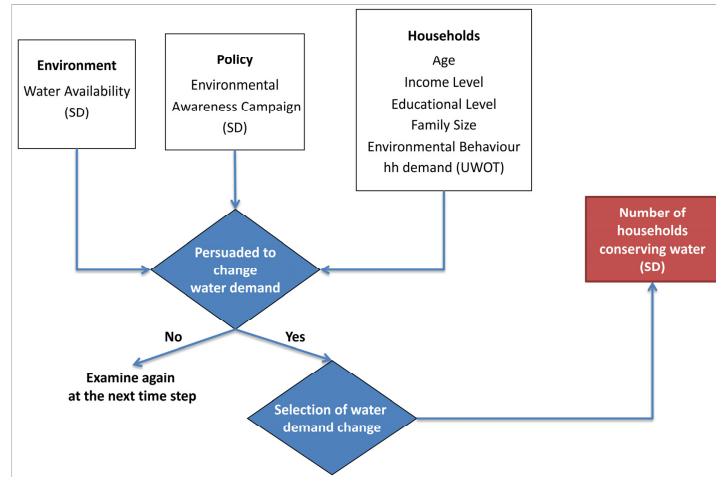 Environment
Water Availability
(SD)
Policy
Environmental
Awareness Campaign
(SD)
Households
Age
Income Level
Educational Level
Family Size
Environmental Behaviour
hh demand (UWOT)
Number of
households
conserving water
(SD)
Persuaded to
change
water demand
No
Yes
Examine again
at the next time step
Selection of water
demand change